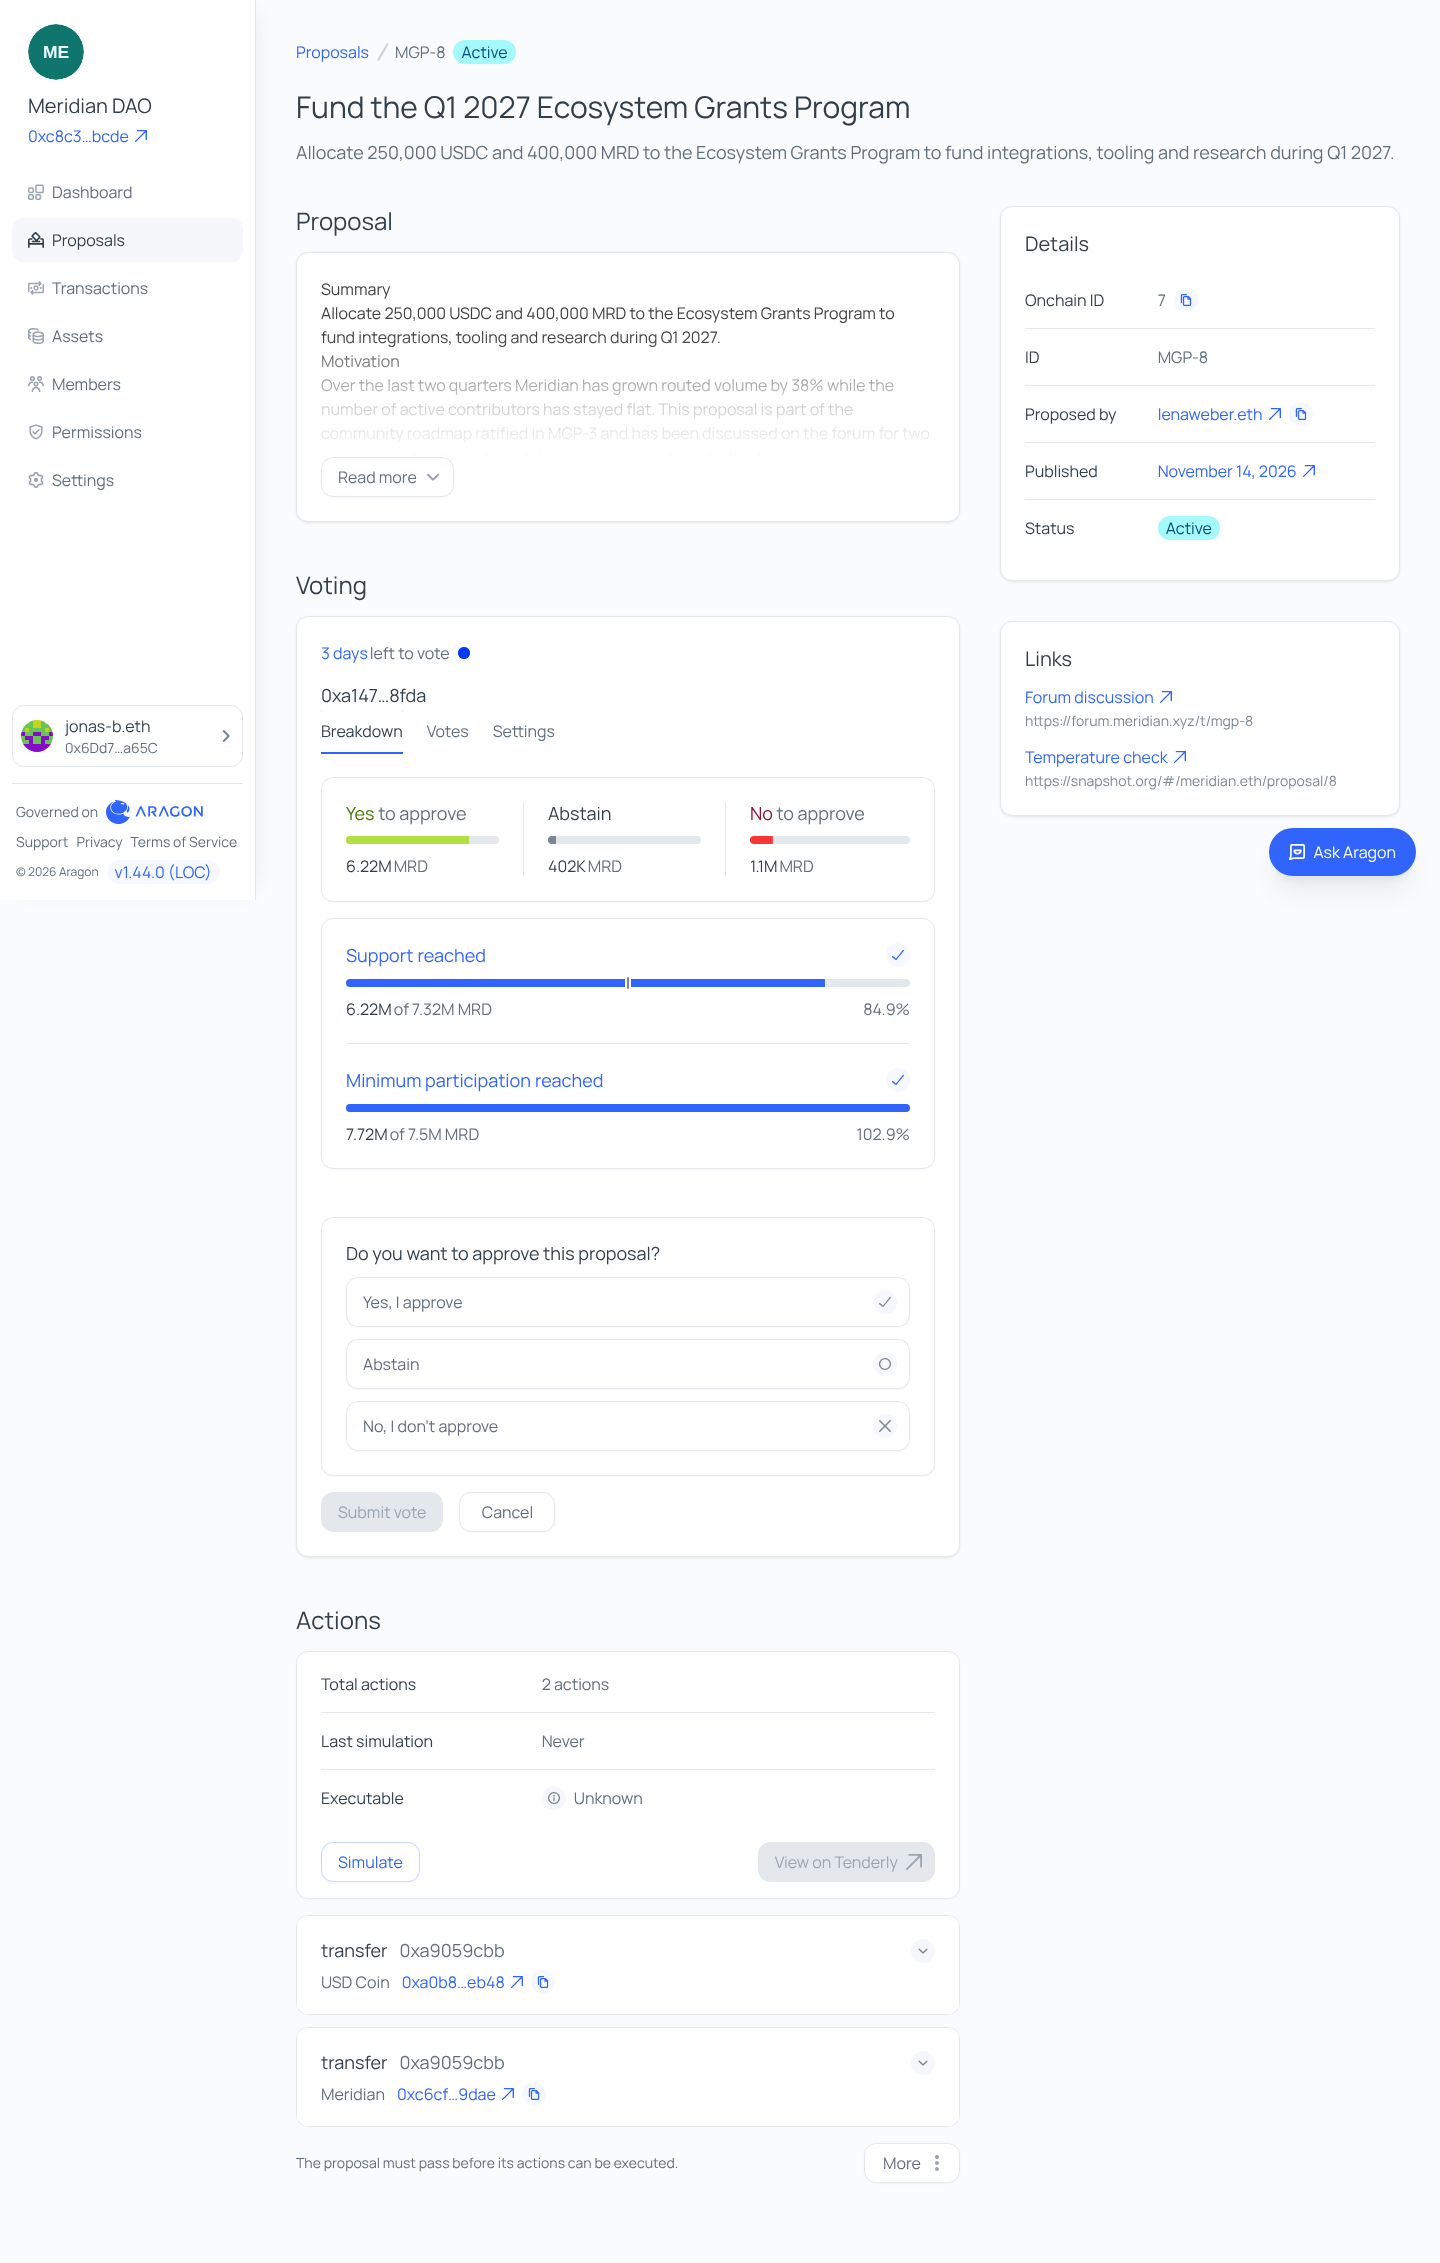 ME
Meridian DAO
0xc8c3…bcde
Dashboard
Proposals
Transactions
Assets
Members
Permissions
Settings
jonas-b.eth
0x6Dd7…a65C
Governed on ARAGON
Support Privacy Terms of Service
© 2026 Aragon v1.44.0 (LOC)
Proposals / MGP-8 Active
Fund the Q1 2027 Ecosystem Grants Program
Allocate 250,000 USDC and 400,000 MRD to the Ecosystem Grants Program to fund integrations, tooling and research during Q1 2027.
Proposal
Summary
Allocate 250,000 USDC and 400,000 MRD to the Ecosystem Grants Program to
fund integrations, tooling and research during Q1 2027.
Motivation
Over the last two quarters Meridian has grown routed volume by 38% while the
number of active contributors has stayed flat. This proposal is part of the
community roadmap ratified in MGP-3 and has been discussed on the forum for two
Read more
Voting
3 days left to vote
0xa147…8fda
Breakdown Votes Settings
Yes to approve
6.22M MRD
Abstain
402K MRD
No to approve
1.1M MRD
Support reached
6.22M of 7.32M MRD 84.9%
Minimum participation reached
7.72M of 7.5M MRD 102.9%
Do you want to approve this proposal?
Yes, I approve
Abstain
No, I don't approve
Submit vote Cancel
Actions
Total actions 2 actions
Last simulation Never
Executable Unknown
Simulate View on Tenderly
transfer 0xa9059cbb
USD Coin 0xa0b8…eb48
transfer 0xa9059cbb
Meridian 0xc6cf…9dae
The proposal must pass before its actions can be executed. More
Details
Onchain ID 7
ID MGP-8
Proposed by lenaweber.eth
Published November 14, 2026
Status Active
Links
Forum discussion
https://forum.meridian.xyz/t/mgp-8
Temperature check
https://snapshot.org/#/meridian.eth/proposal/8
Ask Aragon